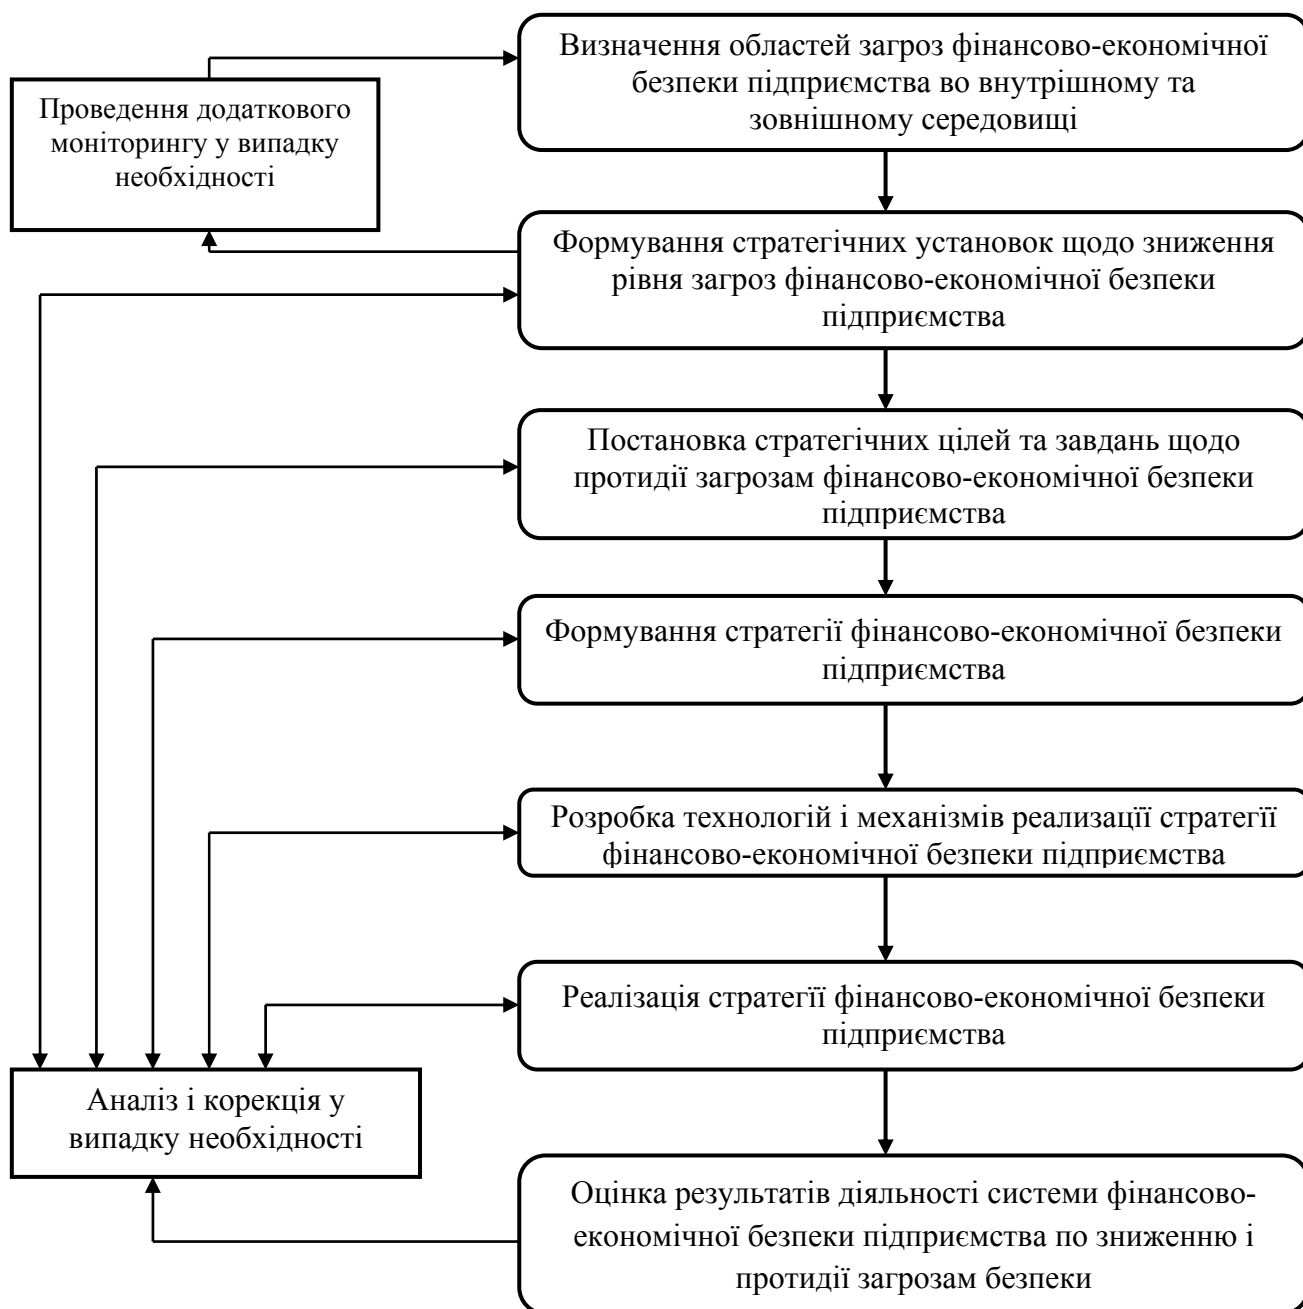 Визначення областей загроз фінансово-економічної
безпеки підприємства во внутрішному та
зовнішному середовищі
Проведення додаткового
моніторингу у випадку
необхідності
Формування стратегічних установок щодо зниження
рівня загроз фінансово-економічної безпеки
підприємства
Постановка стратегічних цілей та завдань щодо
протидії загрозам фінансово-економічної безпеки
підприємства
Формування стратегії фінансово-економічної безпеки
підприємства
Розробка технологій і механізмів реализації стратегії
фінансово-економічної безпеки підприємства
Реалізація стратегії фінансово-економічної безпеки
підприємства
Аналіз і корекція у
випадку необхідності
Оцінка результатів діяльності системи фінансово-
економічної безпеки підприємства по зниженню і
протидії загрозам безпеки